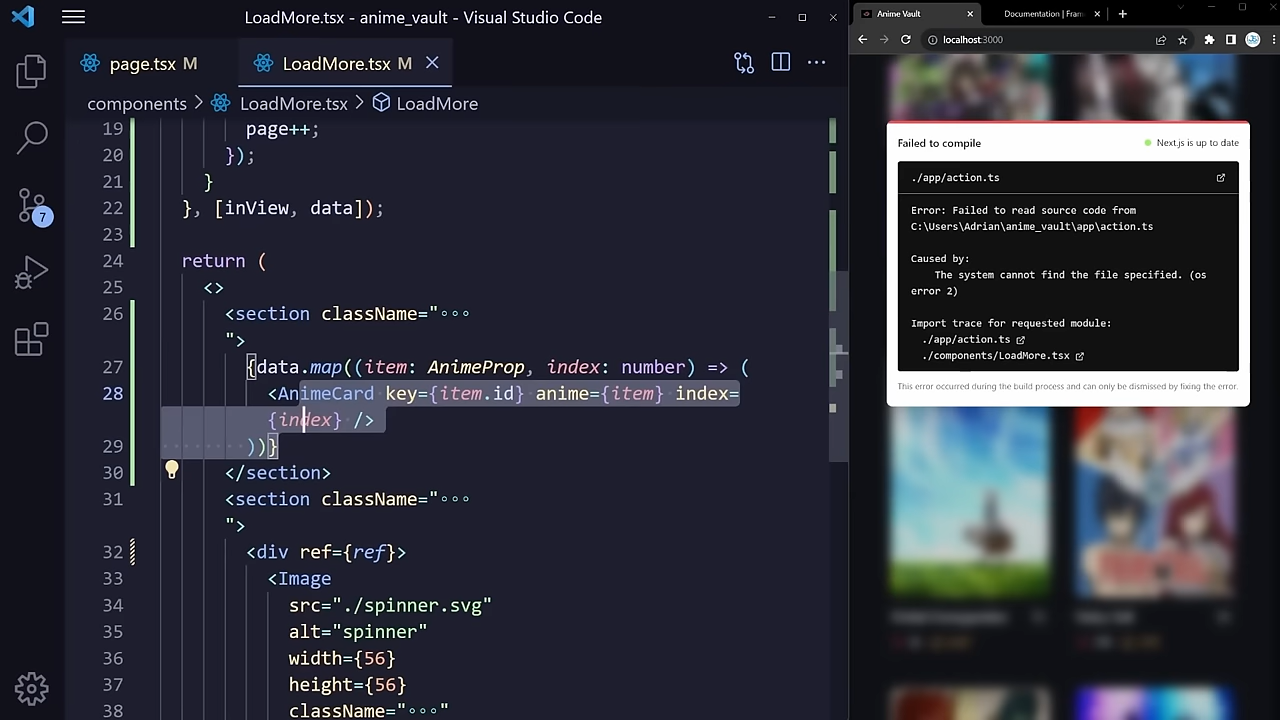 LoadMore.tsx - anime_vault - Visual Studio Code
page.tsx M
LoadMore.tsx M
components > LoadMore.tsx > LoadMore
19 page++;
20 });
21 }
22 }, [inView, data]);
23
24 return (
25 <>
26 <section className="···
">
27 {data.map((item: AnimeProp, index: number) => (
28 <AnimeCard key={item.id} anime={item} index=
{index} />
29 ))}
30 </section>
31 <section className="···
">
32 <div ref={ref}>
33 <Image
34 src="./spinner.svg"
35 alt="spinner"
36 width={56}
37 height={56}
38 className="···"
7
Anime Vault
Documentation | Fram
localhost:3000
Failed to compile
Next.js is up to date
./app/action.ts
Error: Failed to read source code from
C:\Users\Adrian\anime_vault\app\action.ts
Caused by:
The system cannot find the file specified. (os
error 2)
Import trace for requested module:
./app/action.ts
./components/LoadMore.tsx
This error occurred during the build process and can only be dismissed by fixing the error.